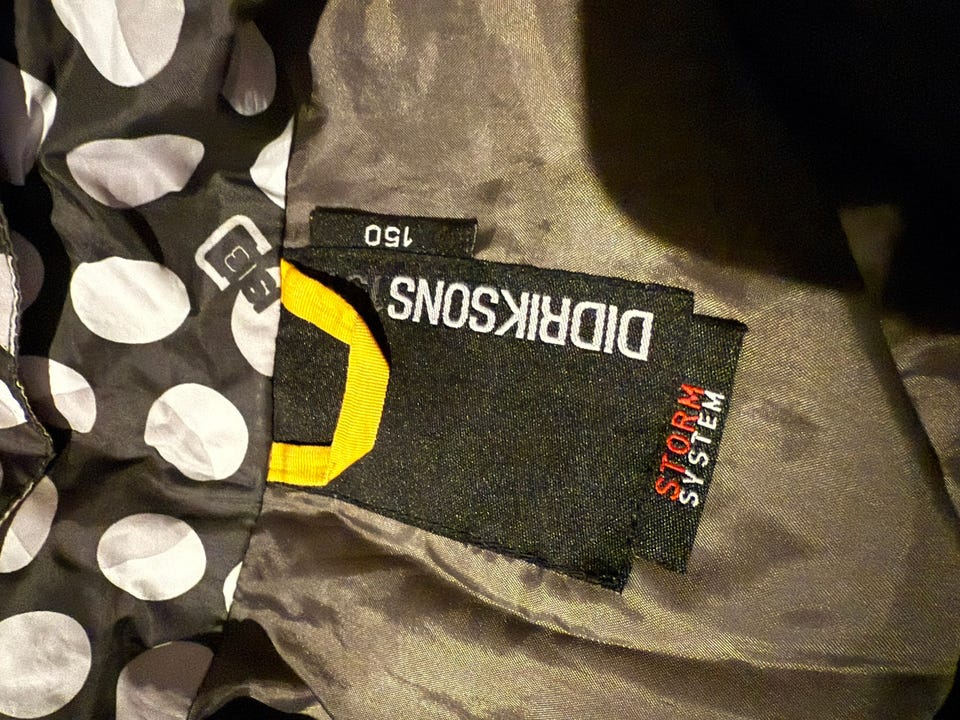 150
DIDRIKSONS
STORM
SYSTEM